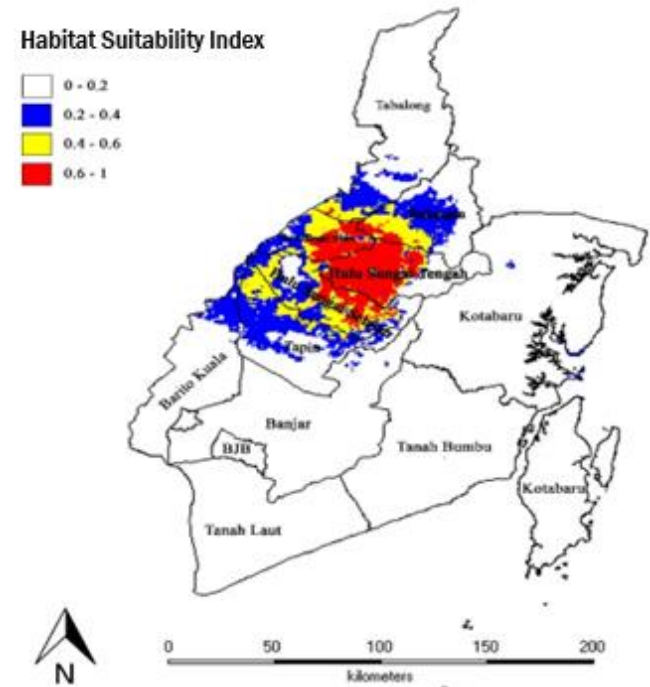 Habitat Suitability Index
0 - 0.2
0.2 - 0.4
0.4 - 0.6
0.6 - 1
Tabalong
Hulu Sungai Tengah
Kotabaru
Tapin
Barito Kuala
Banjar
BJB
Tanah Bumbu
Kotabaru
Tanah Laut
N
0 50 100 150 200
kilometers